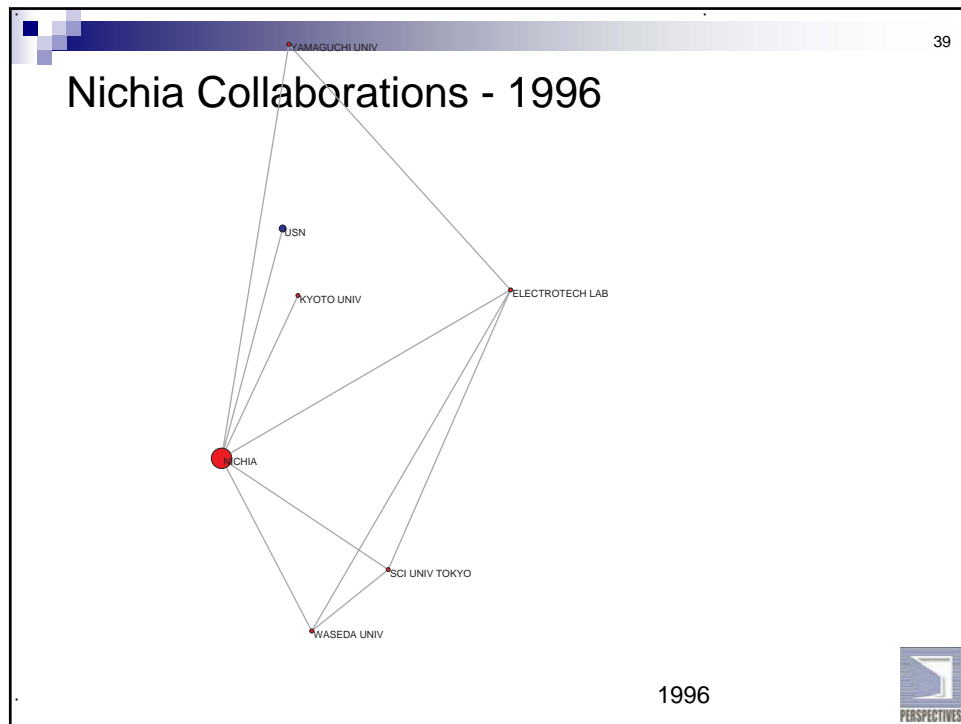 39
YAMAGUCHI UNIV
Nichia Collaborations - 1996
USN
KYOTO UNIV
ELECTROTECH LAB
NICHIA
SCI UNIV TOKYO
WASEDA UNIV
1996
PERSPECTIVES